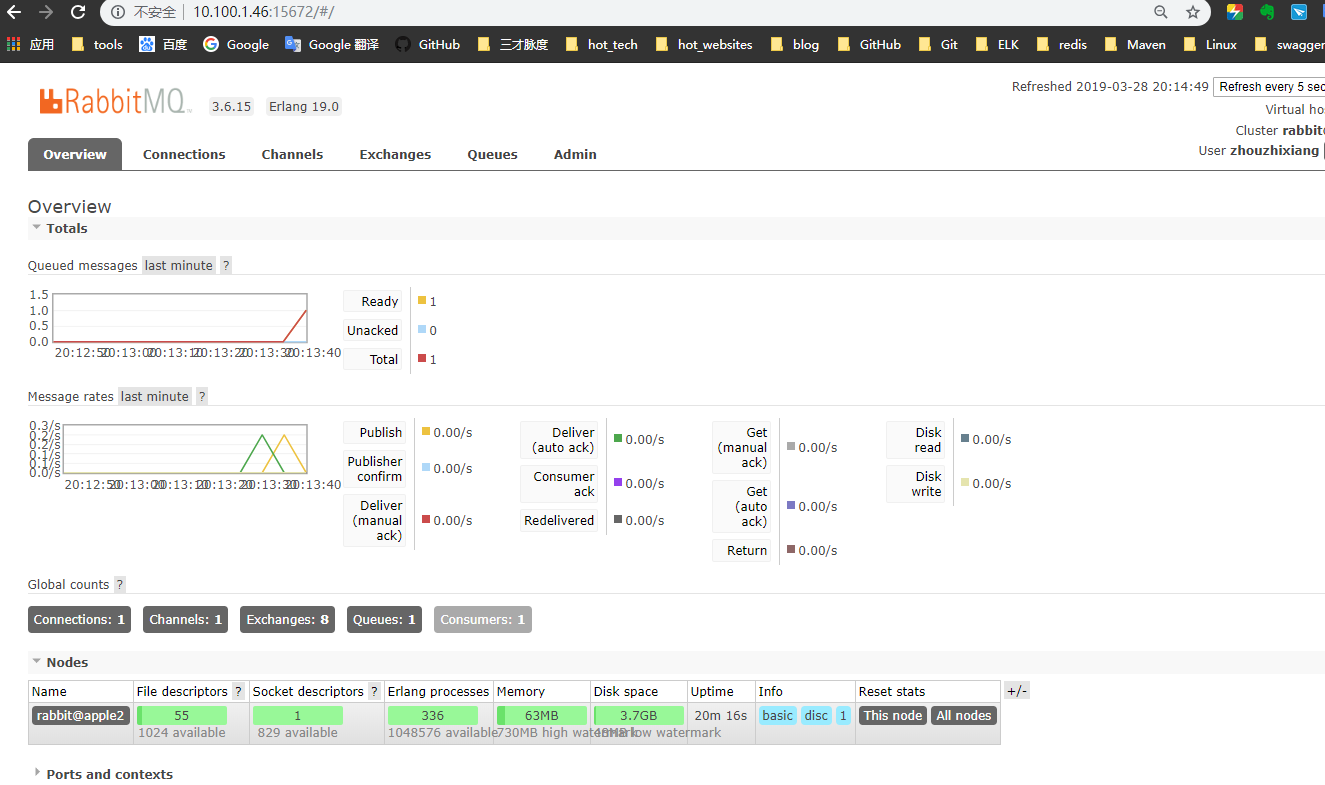 不安全 | 10.100.1.46:15672/#/
应用 tools 百度 Google Google 翻译 GitHub 三才脉度 hot_tech hot_websites blog GitHub Git ELK redis Maven Linux swagger
RabbitMQ 3.6.15 Erlang 19.0
Refreshed 2019-03-28 20:14:49 Refresh every 5 sec
Virtual ho
Cluster rabbit
User zhouzhixiang
Overview Connections Channels Exchanges Queues Admin
Overview
Totals
Queued messages last minute ?
1.5
1.0
0.5
0.0
20:12:50 20:13:00 20:13:10 20:13:20 20:13:30 20:13:40
Ready 1
Unacked 0
Total 1
Message rates last minute ?
0.3/s
0.2/s
0.2/s
0.1/s
0.1/s
0.0/s
20:12:50 20:13:00 20:13:10 20:13:20 20:13:30 20:13:40
Publish 0.00/s
Publisher
confirm 0.00/s
Deliver
(manual
ack) 0.00/s
Deliver
(auto ack) 0.00/s
Consumer
ack 0.00/s
Redelivered 0.00/s
Get
(manual
ack) 0.00/s
Get
(auto
ack) 0.00/s
Return 0.00/s
Disk
read 0.00/s
Disk
write 0.00/s
Global counts ?
Connections: 1 Channels: 1 Exchanges: 8 Queues: 1 Consumers: 1
Nodes
Name File descriptors ? Socket descriptors ? Erlang processes Memory Disk space Uptime Info Reset stats +/-
rabbit@apple2 55 1 336 63MB 3.7GB 20m 16s basic disc 1 This node All nodes
1024 available 829 available 1048576 available 730MB high watermark 48MB low watermark
Ports and contexts